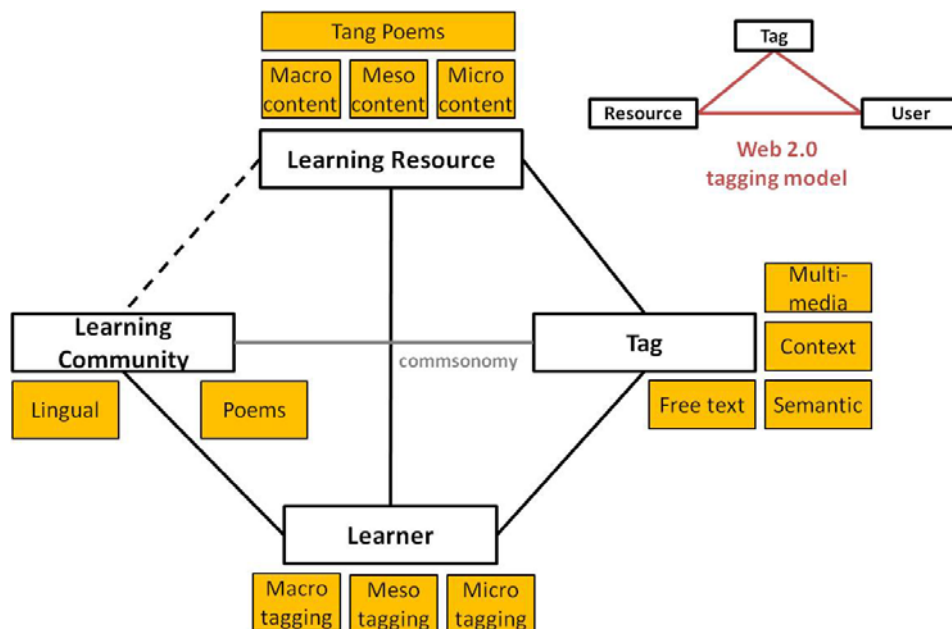 Tang Poems
Macro content
Meso content
Micro content
Learning Resource
Tag
Resource
User
Web 2.0
tagging model
Learning
Community
Lingual
Poems
commsonomy
Tag
Multi-
media
Context
Free text
Semantic
Learner
Macro tagging
Meso tagging
Micro tagging